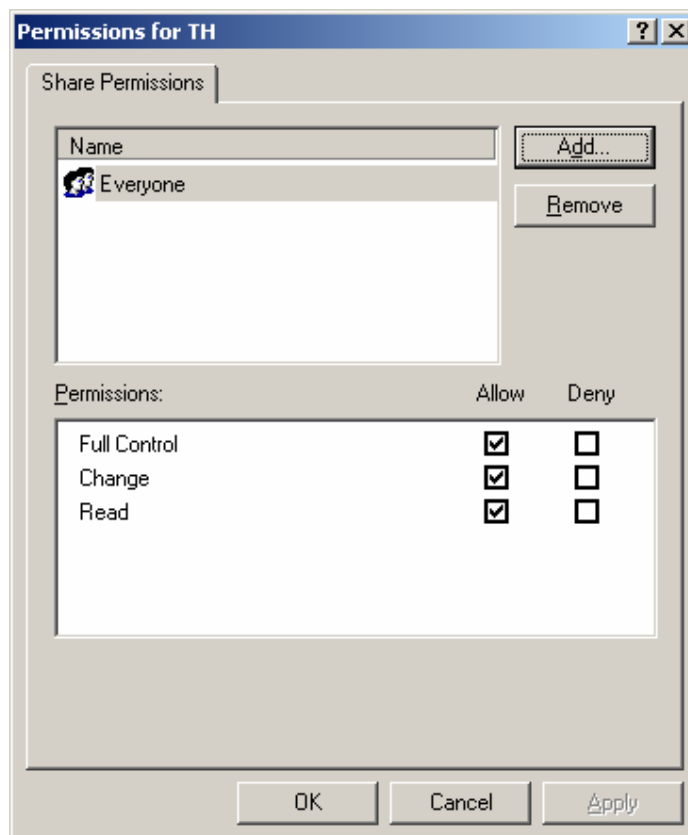 Permissions for TH
Share Permissions
Name
Add...
Everyone
Remove
Permissions: Allow Deny
Full Control
Change
Read
OK Cancel Apply